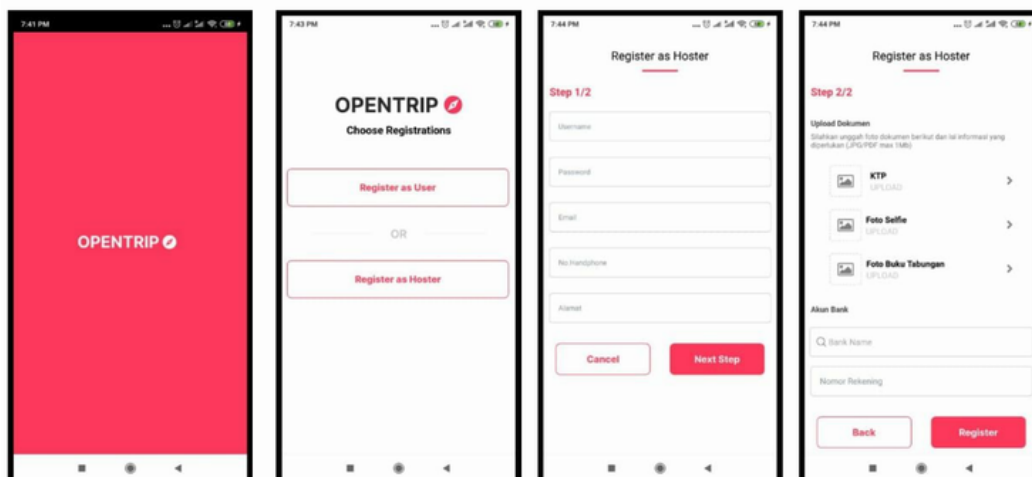 7:41 PM
OPENTRIP
7:43 PM
OPENTRIP
Choose Registrations
Register as User
OR
Register as Hoster
7:44 PM
Register as Hoster
Step 1/2
Username
Password
Email
No.Handphone
Alamat
Cancel
Next Step
7:44 PM
Register as Hoster
Step 2/2
Upload Dokumen
Silahkan unggah foto dokumen berikut dan isi informasi yang
diperlukan (JPG/PDF max 1Mb)
KTP
UPLOAD
Foto Selfie
UPLOAD
Foto Buku Tabungan
UPLOAD
Akun Bank
Bank Name
Nomor Rekening
Back
Register